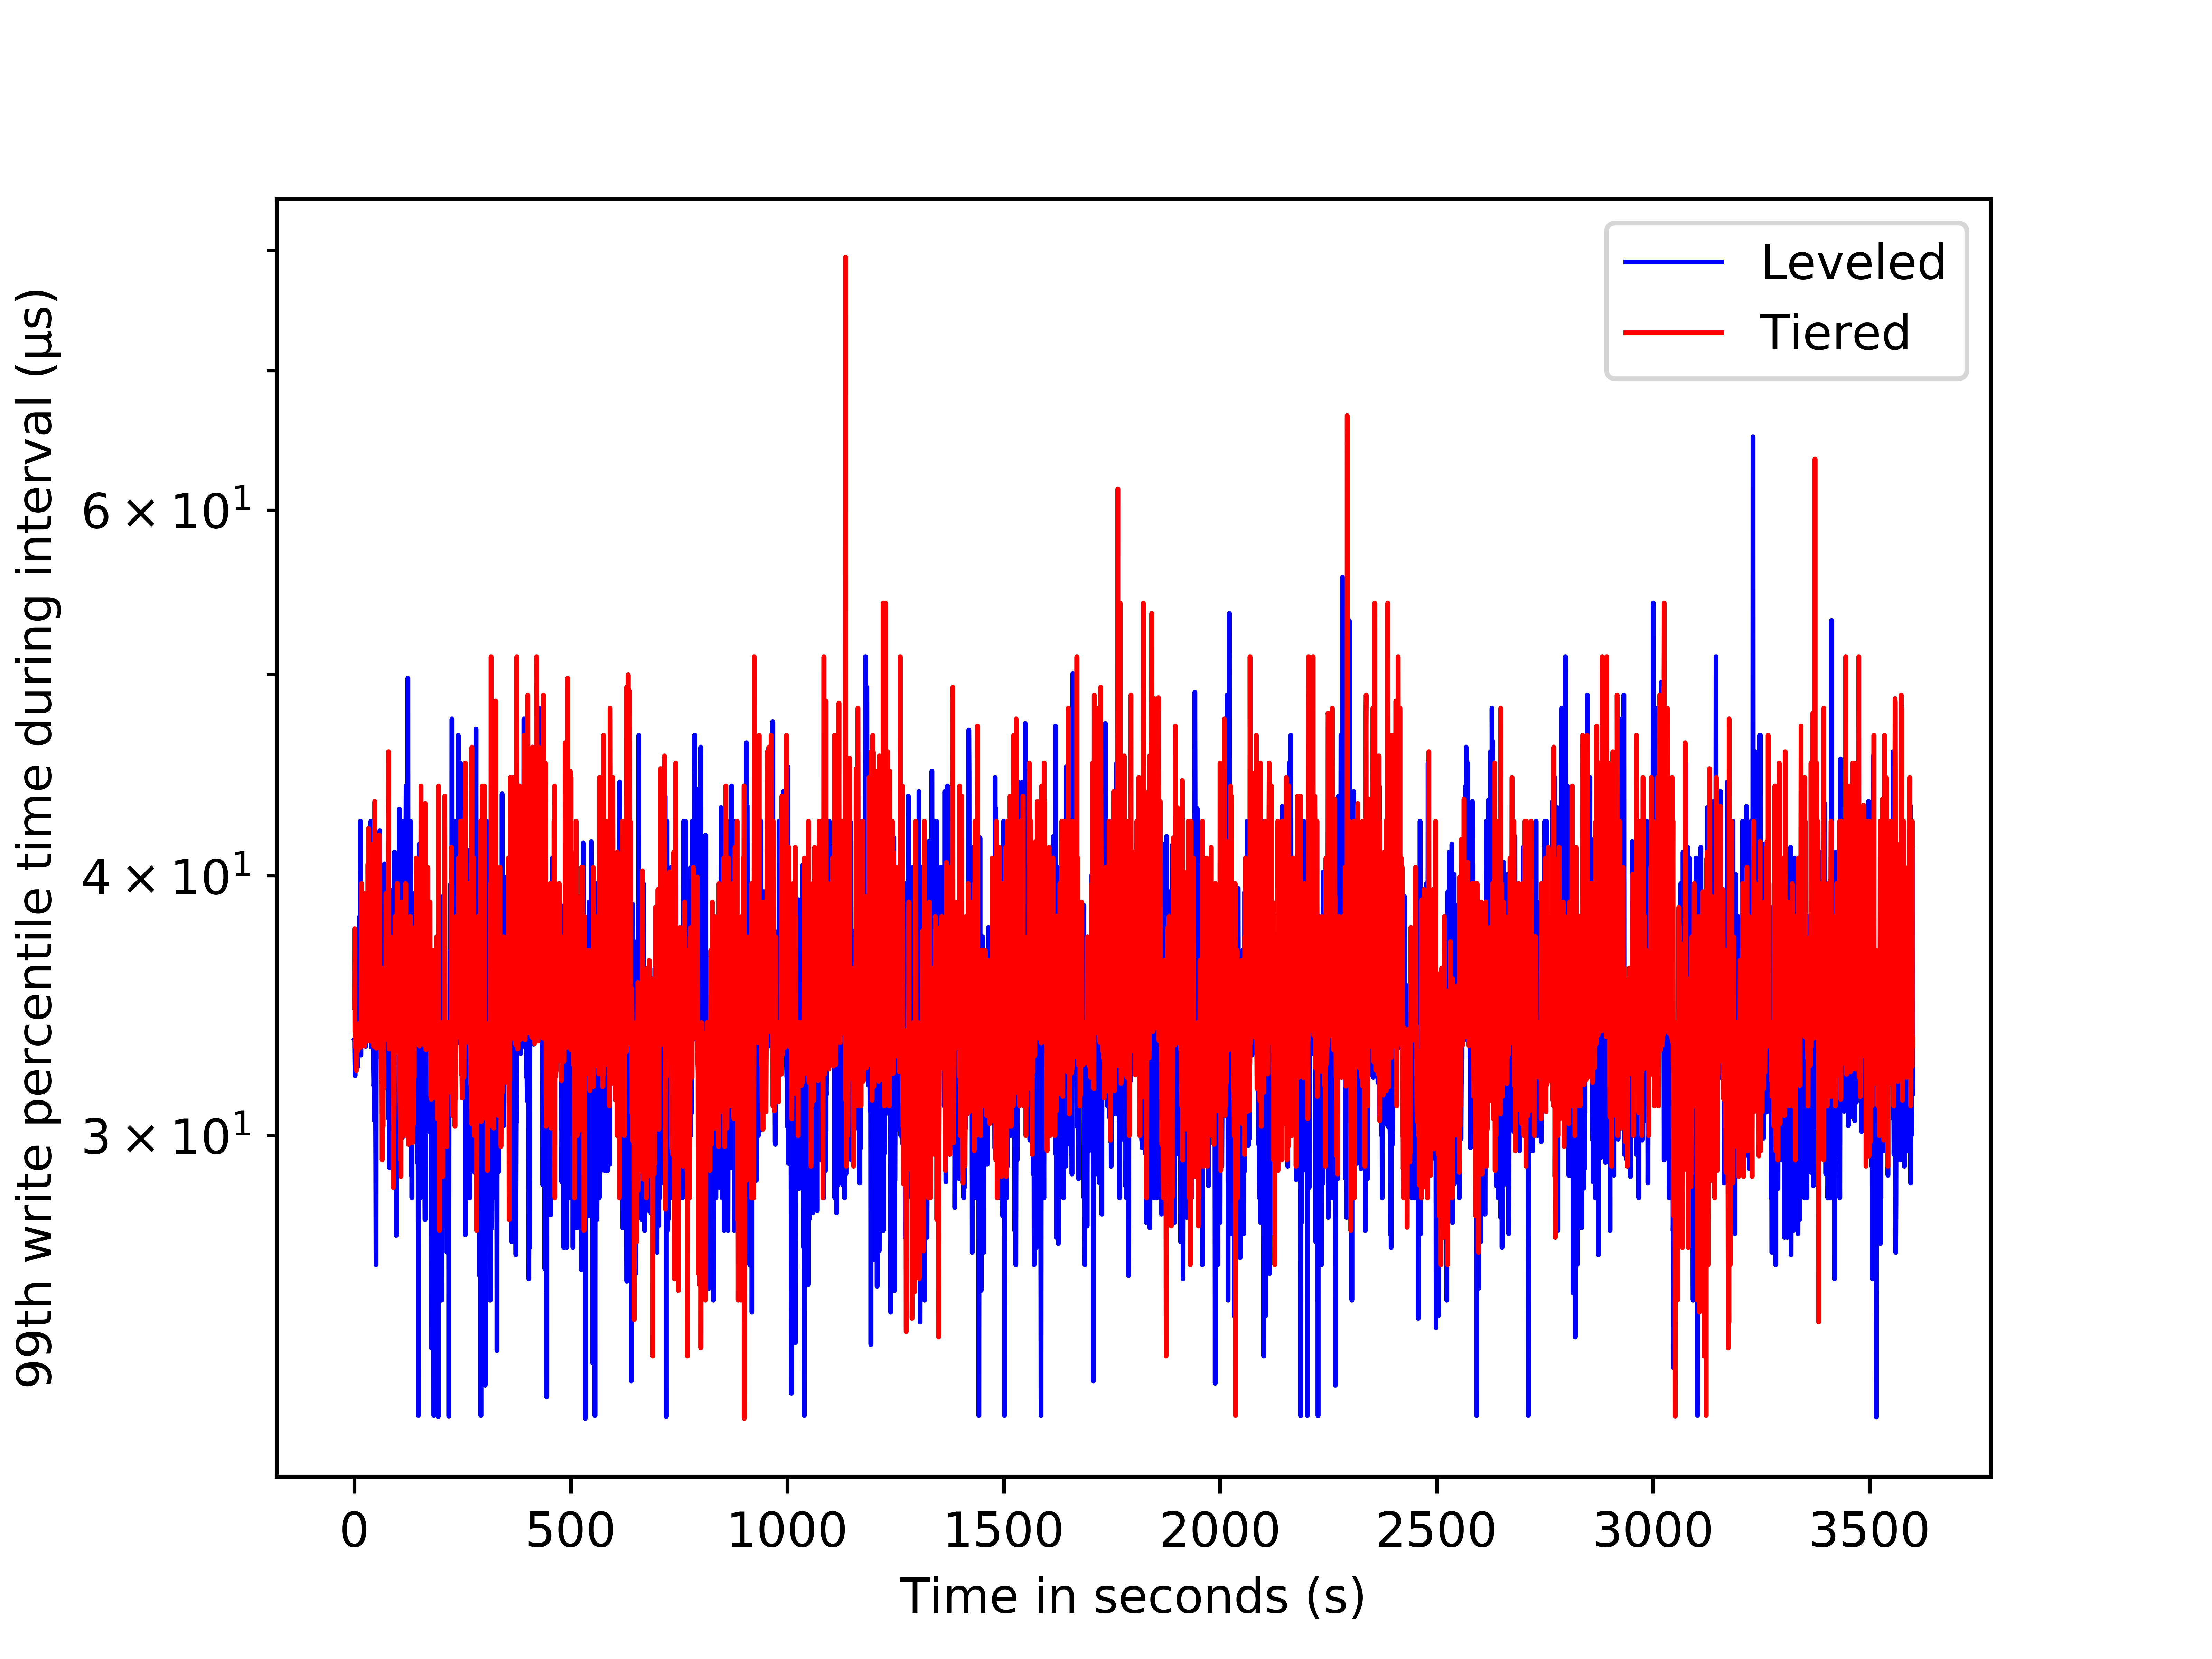 99th write percentile time during interval (µs)
6 × 10¹
4 × 10¹
3 × 10¹
Leveled
Tiered
0 500 1000 1500 2000 2500 3000 3500
Time in seconds (s)